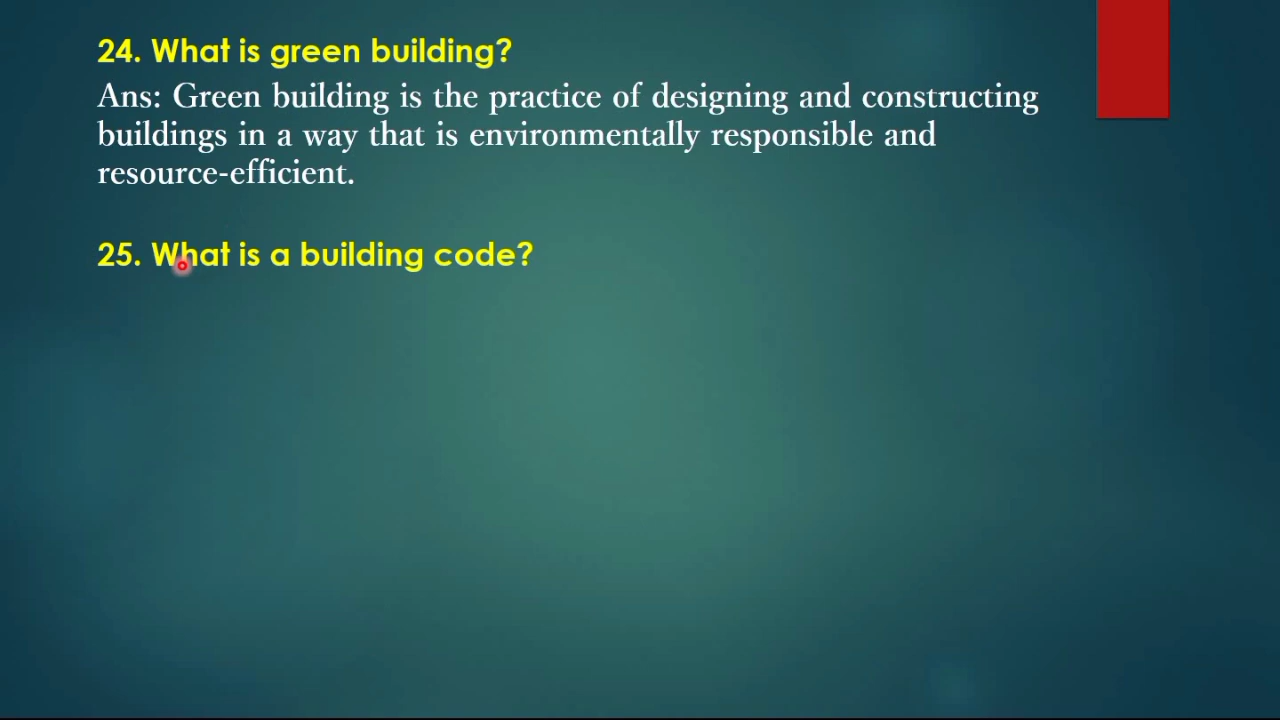 24. What is green building?
Ans: Green building is the practice of designing and constructing
buildings in a way that is environmentally responsible and
resource-efficient.
25. What is a building code?